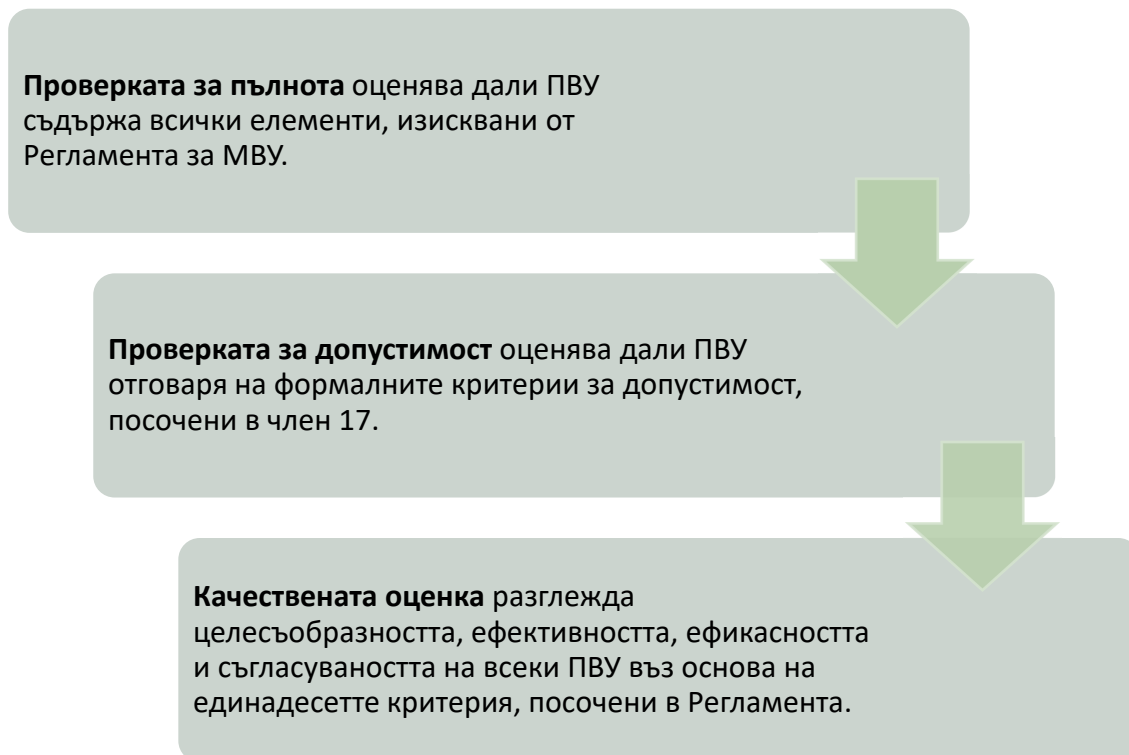 Проверката за пълнота оценява дали ПВУ
съдържа всички елементи, изисквани от
Регламента за МВУ.
Проверката за допустимост оценява дали ПВУ
отговаря на формалните критерии за допустимост,
посочени в член 17.
Качествената оценка разглежда
целесъобразността, ефективността, ефикасността
и съгласуваността на всеки ПВУ въз основа на
единадесетте критерия, посочени в Регламента.